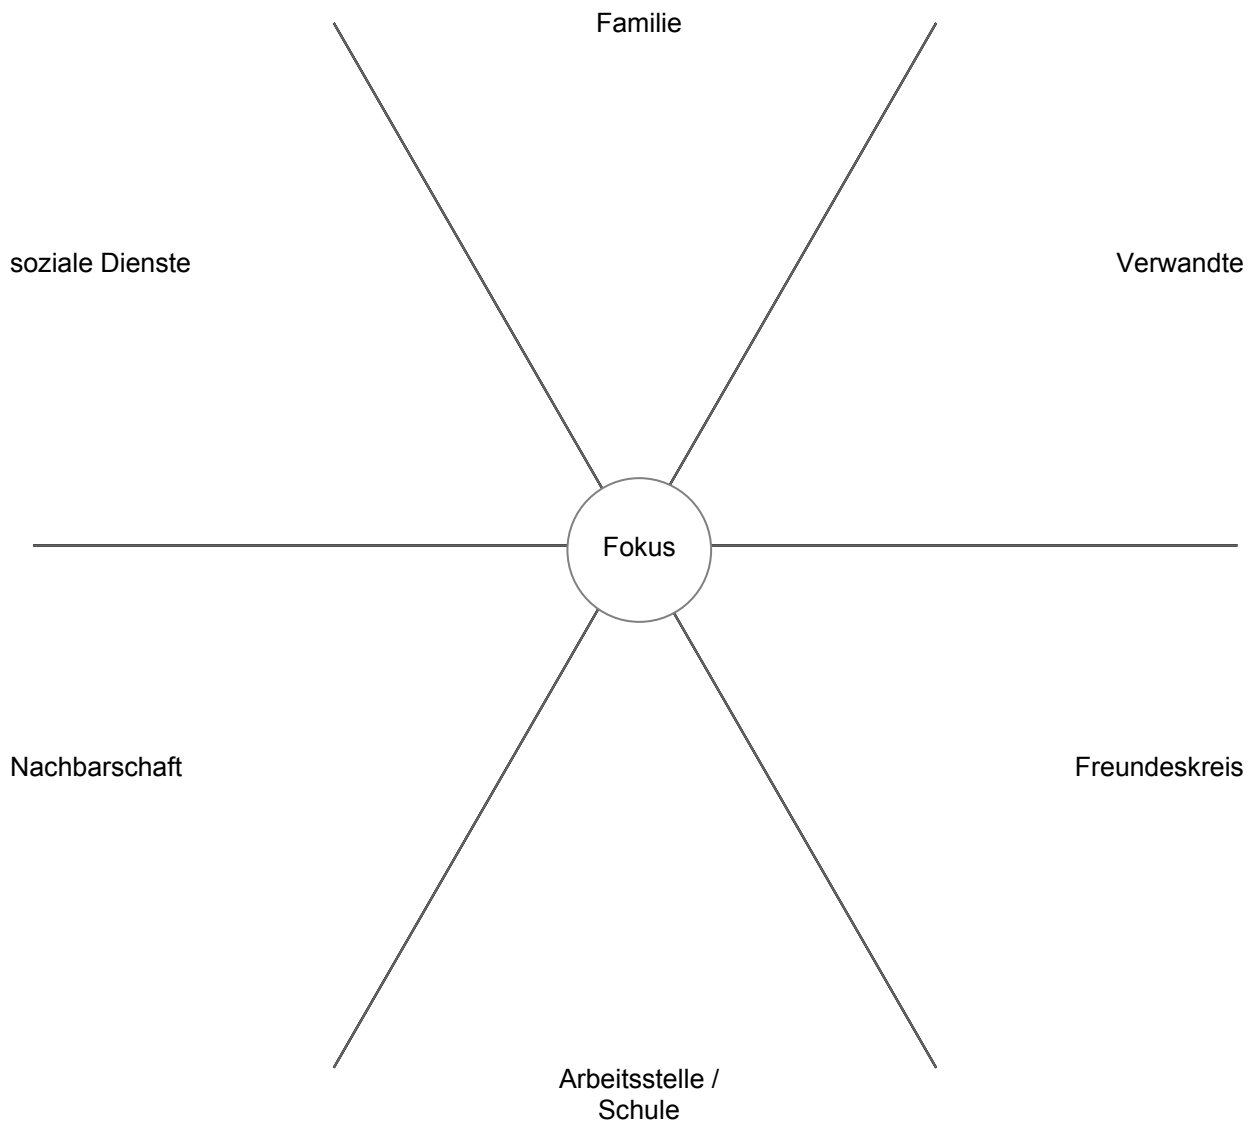 Familie
soziale Dienste
Verwandte
Fokus
Nachbarschaft
Freundeskreis
Arbeitsstelle /
Schule